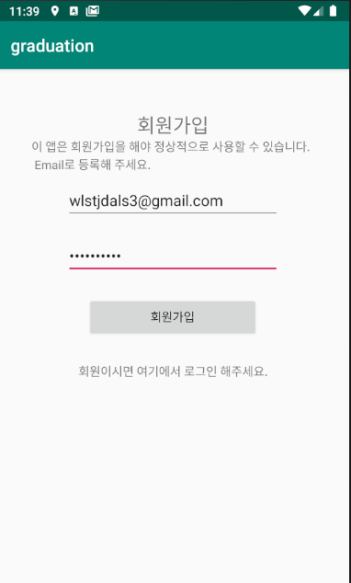 11:39
graduation
회원가입
이 앱은 회원가입을 해야 정상적으로 사용할 수 있습니다.
Email로 등록해 주세요.
wlstjdals3@gmail.com
••••••••••
회원가입
회원이시면 여기에서 로그인 해주세요.